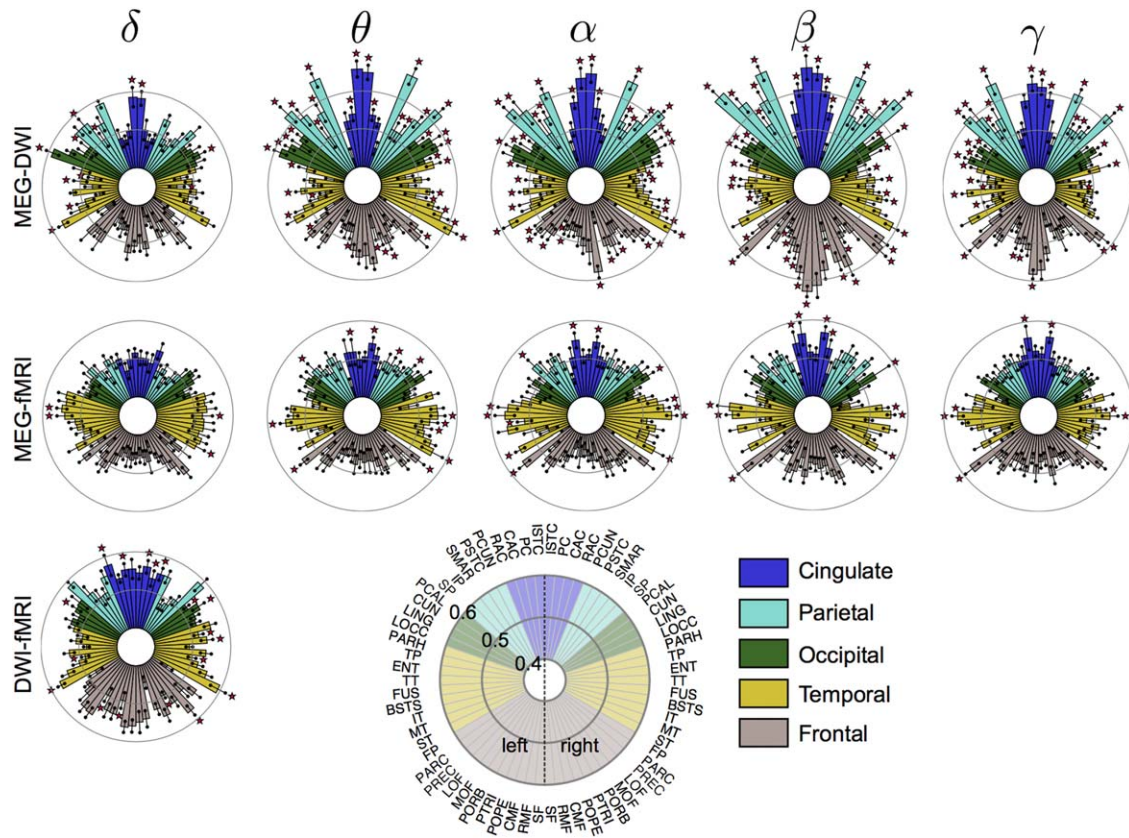 δ θ α β γ
MEG-DWI
MEG-fMRI
DWI-fMRI
ISTC
PC
CAC
RAC
PCUN
PSTC
SMAR
PCAL
CUN
LING
LOCC
PARH
TP
ENT
TT
FUS
BSTS
IT
MT
PARC
PREC
LOF
MOF
PORB
PTRI
POPE
CMF
RMF
SF
ISTC
PC
CAC
RAC
PCUN
PSTC
SMAR
PCAL
CUN
LING
LOCC
PARH
TP
ENT
TT
FUS
BSTS
IT
MT
PARC
PREC
LOF
MOF
PORB
PTRI
POPE
CMF
RMF
SF
0.6
0.5
0.4
left right
Cingulate
Parietal
Occipital
Temporal
Frontal